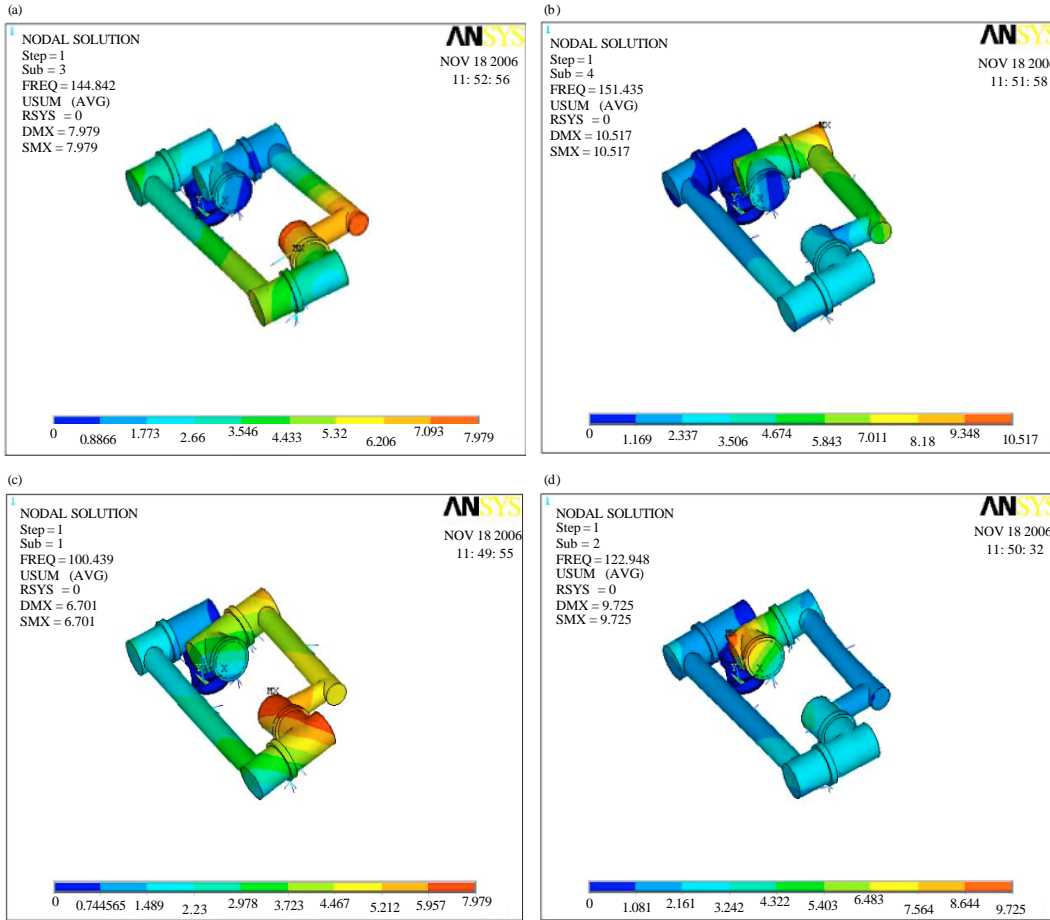 (a)
1
NODAL SOLUTION
Step = 1
Sub = 3
FREQ = 144.842
USUM (AVG)
RSYS = 0
DMX = 7.979
SMX = 7.979
ANSYS
NOV 18 2006
11: 52: 56
Y
X
MX
0 0.8866 1.773 2.66 3.546 4.433 5.32 6.206 7.093 7.979
(b)
1
NODAL SOLUTION
Step = 1
Sub = 4
FREQ = 151.435
USUM (AVG)
RSYS = 0
DMX = 10.517
SMX = 10.517
ANSYS
NOV 18 2006
11: 51: 58
MX
Y
X
0 1.169 2.337 3.506 4.674 5.843 7.011 8.18 9.348 10.517
(c)
1
NODAL SOLUTION
Step = 1
Sub = 1
FREQ = 100.439
USUM (AVG)
RSYS = 0
DMX = 6.701
SMX = 6.701
ANSYS
NOV 18 2006
11: 49: 55
X
MX
0 0.744565 1.489 2.23 2.978 3.723 4.467 5.212 5.957 7.979
(d)
1
NODAL SOLUTION
Step = 1
Sub = 2
FREQ = 122.948
USUM (AVG)
RSYS = 0
DMX = 9.725
SMX = 9.725
ANSYS
NOV 18 2006
11: 50: 32
X
0 1.081 2.161 3.242 4.322 5.403 6.483 7.564 8.644 9.725